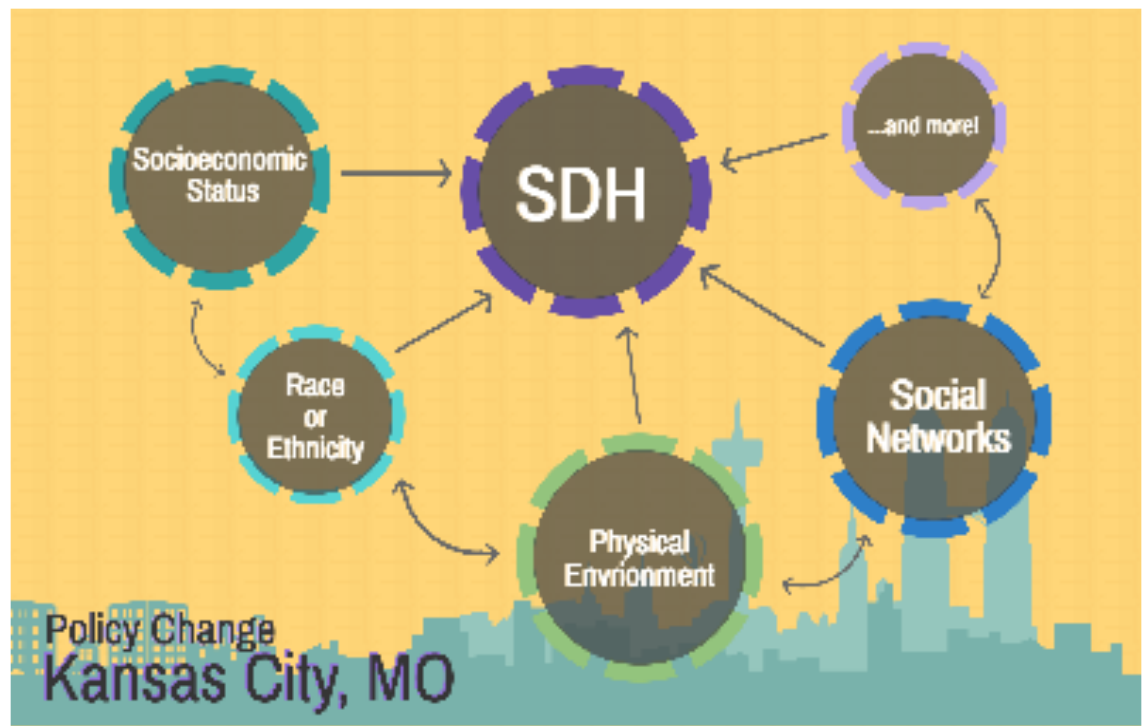 Socioeconomic
Status
SDH
...and more!
Race
or
Ethnicity
Social
Networks
Physical
Envrionment
Policy Change
Kansas City, MO